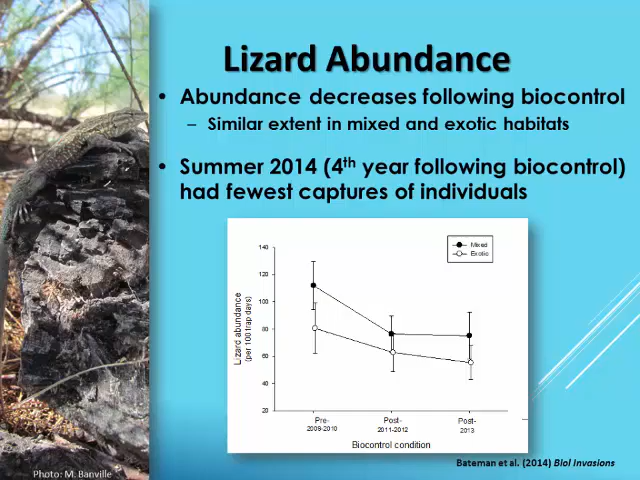 Lizard Abundance
• Abundance decreases following biocontrol
– Similar extent in mixed and exotic habitats
• Summer 2014 (4th year following biocontrol)
had fewest captures of individuals
Mixed
Exotic
140
120
100
80
60
40
20
Lizard abundance
(per 100 trap days)
Pre-
2009-2010
Post-
2011-2012
Post-
2013
Biocontrol condition
Bateman et al. (2014) Biol Invasions
Photo: M. Banville